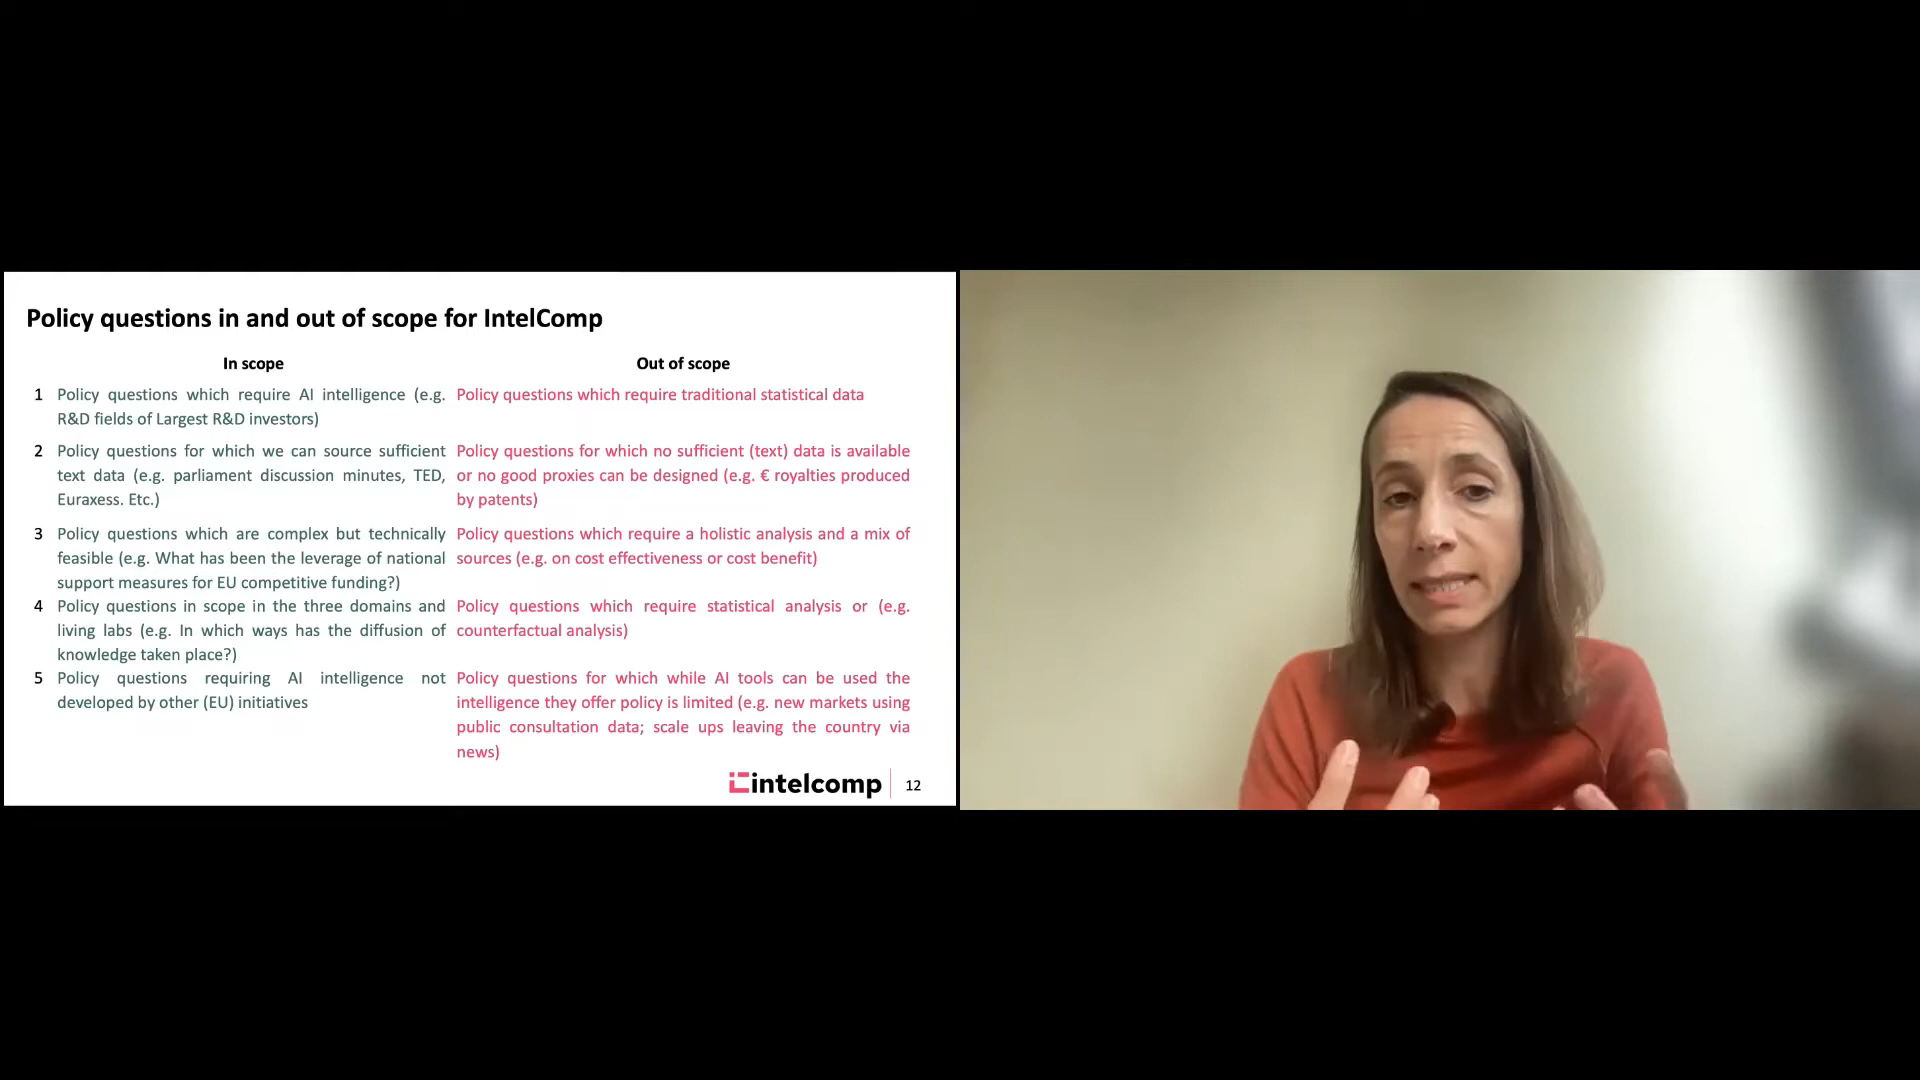 Policy questions in and out of scope for IntelComp
In scope
Out of scope
1 Policy questions which require AI intelligence (e.g.
R&D fields of Largest R&D investors)
Policy questions which require traditional statistical data
2 Policy questions for which we can source sufficient
text data (e.g. parliament discussion minutes, TED,
Euraxess. Etc.)
Policy questions for which no sufficient (text) data is available
or no good proxies can be designed (e.g. € royalties produced
by patents)
3 Policy questions which are complex but technically
feasible (e.g. What has been the leverage of national
support measures for EU competitive funding?)
Policy questions which require a holistic analysis and a mix of
sources (e.g. on cost effectiveness or cost benefit)
4 Policy questions in scope in the three domains and
living labs (e.g. In which ways has the diffusion of
knowledge taken place?)
Policy questions which require statistical analysis or (e.g.
counterfactual analysis)
5 Policy questions requiring AI intelligence not
developed by other (EU) initiatives
Policy questions for which while AI tools can be used the
intelligence they offer policy is limited (e.g. new markets using
public consultation data; scale ups leaving the country via
news)
intelcomp
12